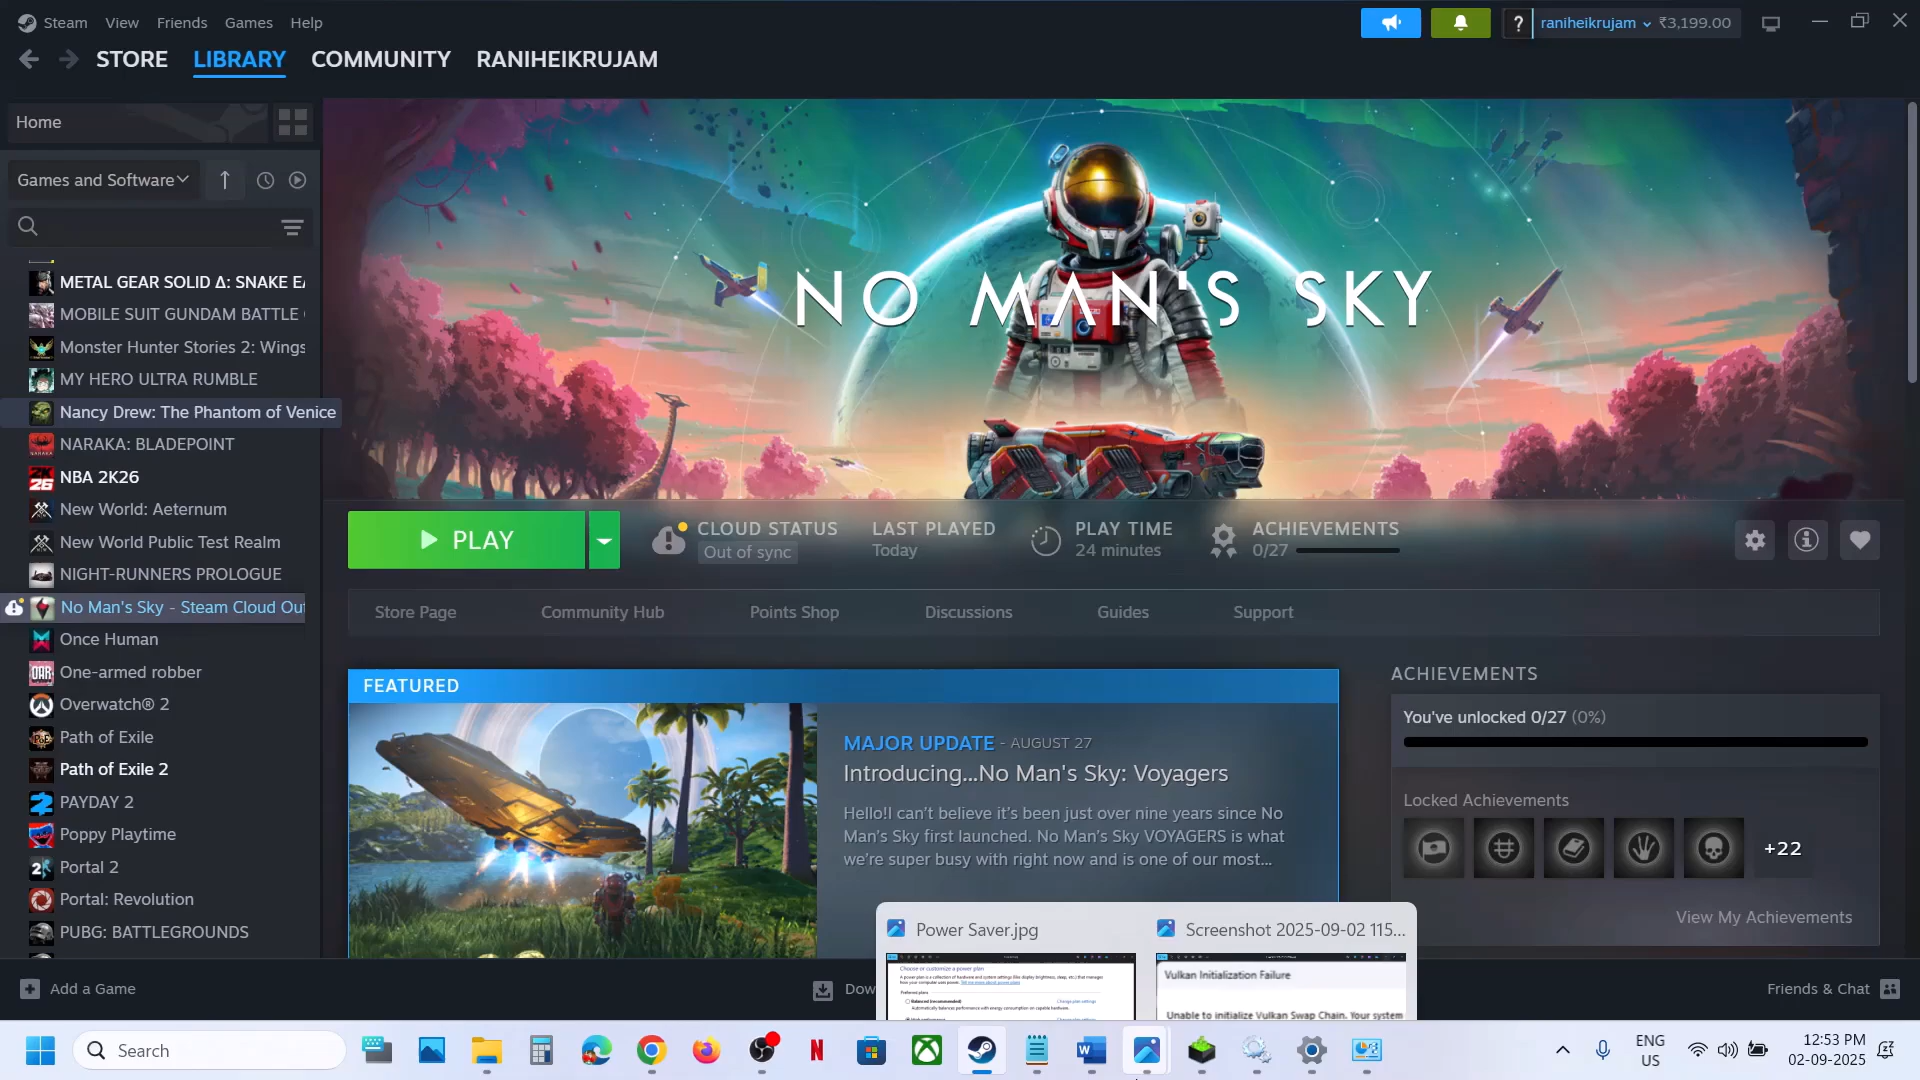 Steam View Friends Games Help
raniheikrujam ₹3,199.00
STORE LIBRARY COMMUNITY RANIHEIKRUJAM
Home
Games and Software
METAL GEAR SOLID Δ: SNAKE EA
MOBILE SUIT GUNDAM BATTLE
Monster Hunter Stories 2: Wings
MY HERO ULTRA RUMBLE
Nancy Drew: The Phantom of Venice
NARAKA: BLADEPOINT
NBA 2K26
New World: Aeternum
New World Public Test Realm
NIGHT-RUNNERS PROLOGUE
No Man's Sky - Steam Cloud Out
Once Human
One-armed robber
Overwatch® 2
Path of Exile
Path of Exile 2
PAYDAY 2
Poppy Playtime
Portal 2
Portal: Revolution
PUBG: BATTLEGROUNDS
NO MAN'S SKY
PLAY
CLOUD STATUS
Out of sync
LAST PLAYED
Today
PLAY TIME
24 minutes
ACHIEVEMENTS
0/27
Store Page Community Hub Points Shop Discussions Guides Support
FEATURED
MAJOR UPDATE - AUGUST 27
Introducing...No Man's Sky: Voyagers
Hello!I can't believe it's been just over nine years since No
Man's Sky first launched. No Man's Sky VOYAGERS is what
we're super busy with right now and is one of our most...
ACHIEVEMENTS
You've unlocked 0/27 (0%)
Locked Achievements
+22
View My Achievements
Power Saver.jpg
Choose or customize a power plan
Screenshot 2025-09-02 115...
Vulkan Initialization Failure
Unable to initialize Vulkan Swap Chain. Your system
Add a Game
Dow
Friends & Chat
Search
ENG
US
12:53 PM
02-09-2025